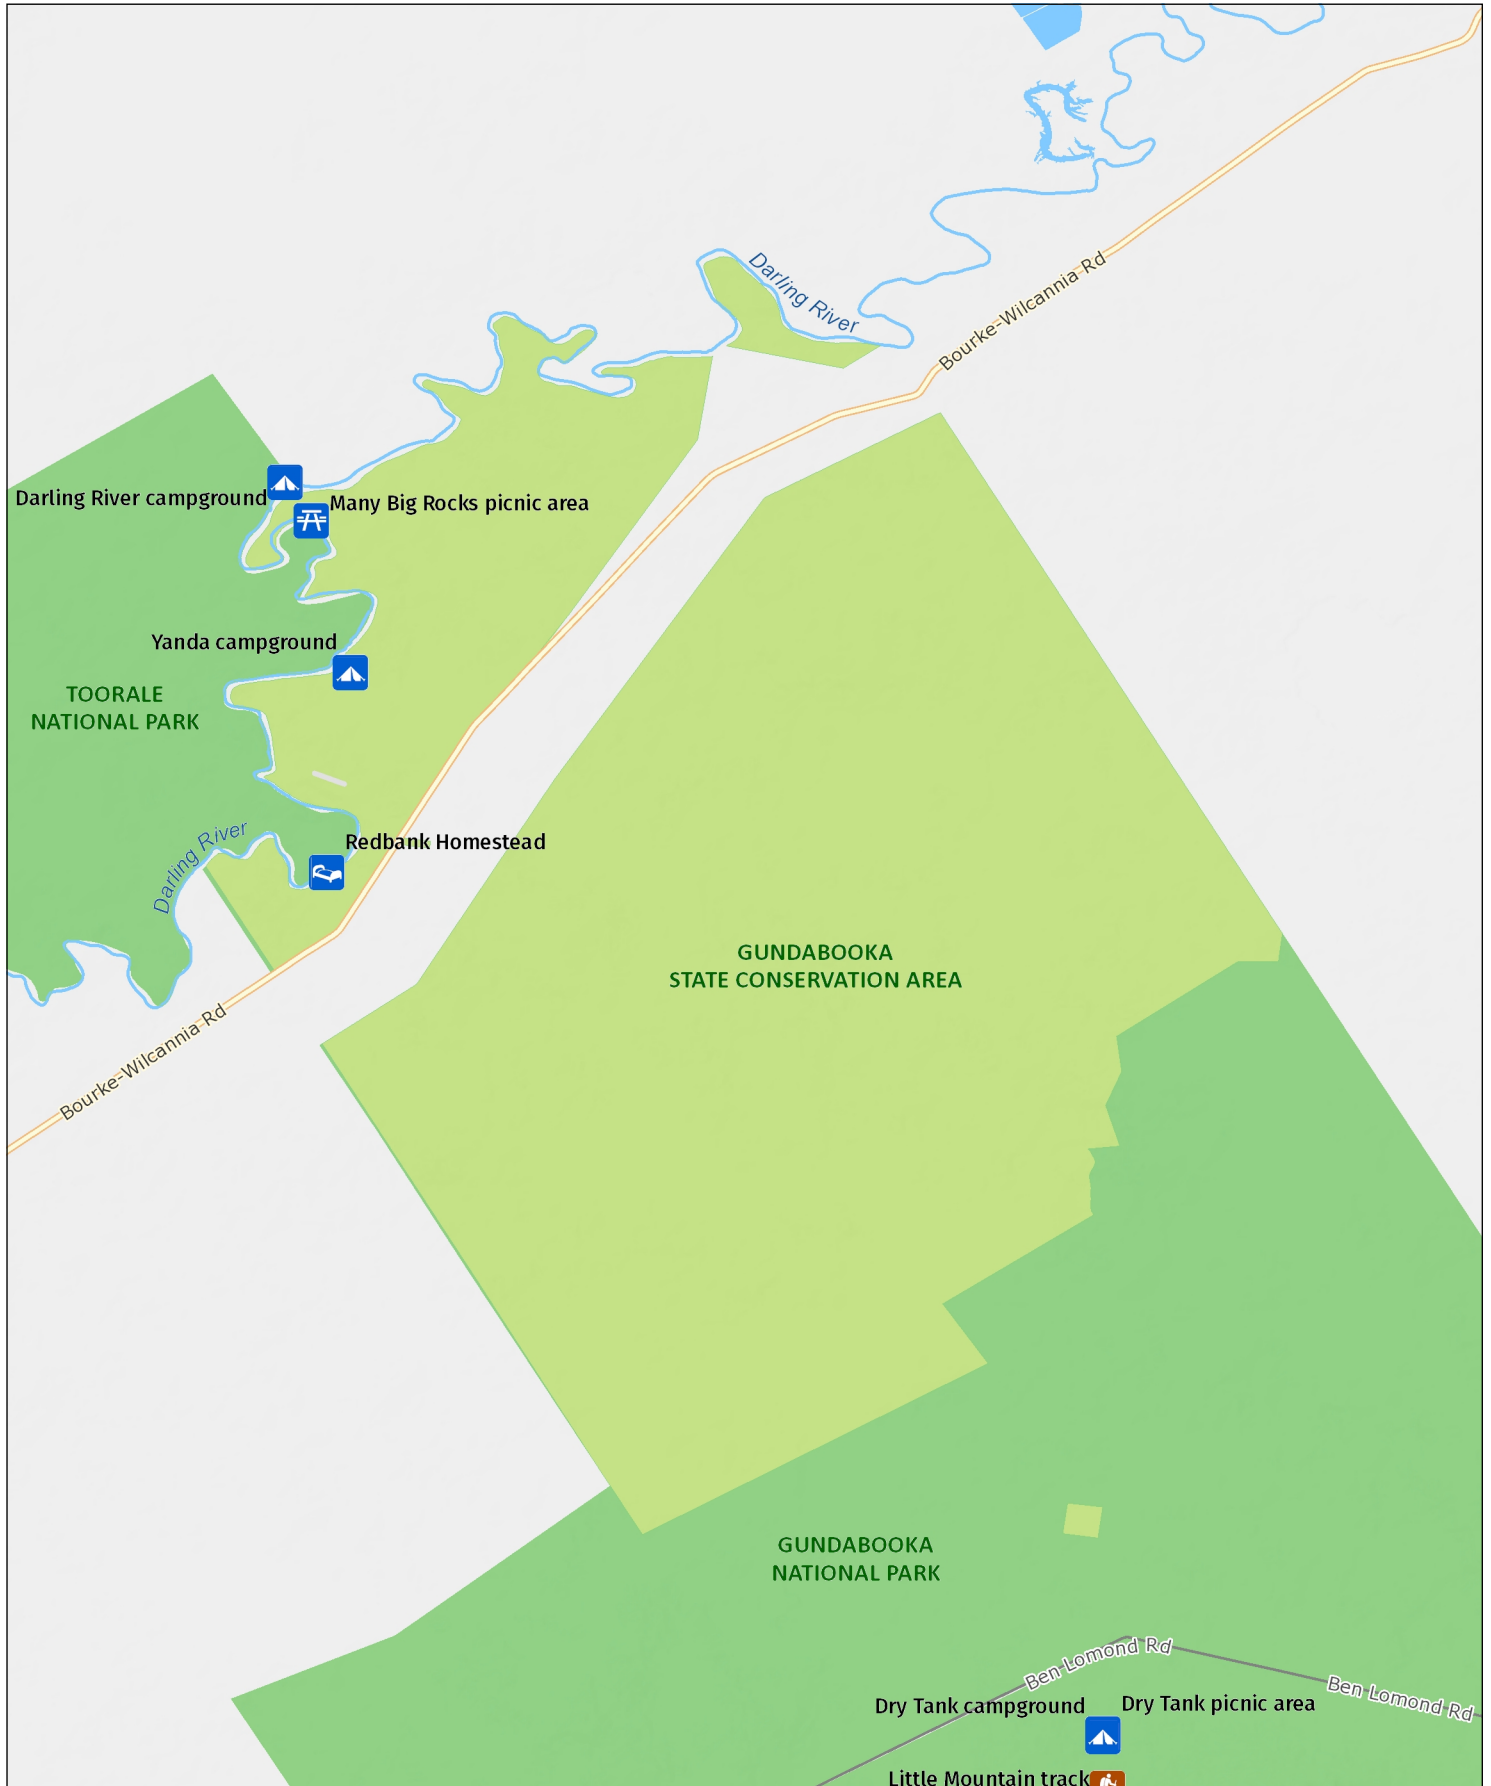 Darling River
Bourke-Wilcannia Rd
Darling River campground
Many Big Rocks picnic area
Yanda campground
TOORALE
NATIONAL PARK
Darling River
Redbank Homestead
GUNDABOOKA
STATE CONSERVATION AREA
Bourke-Wilcannia Rd
GUNDABOOKA
NATIONAL PARK
Ben Lomond Rd
Ben Lomond Rd
Dry Tank campground
Dry Tank picnic area
Little Mountain track